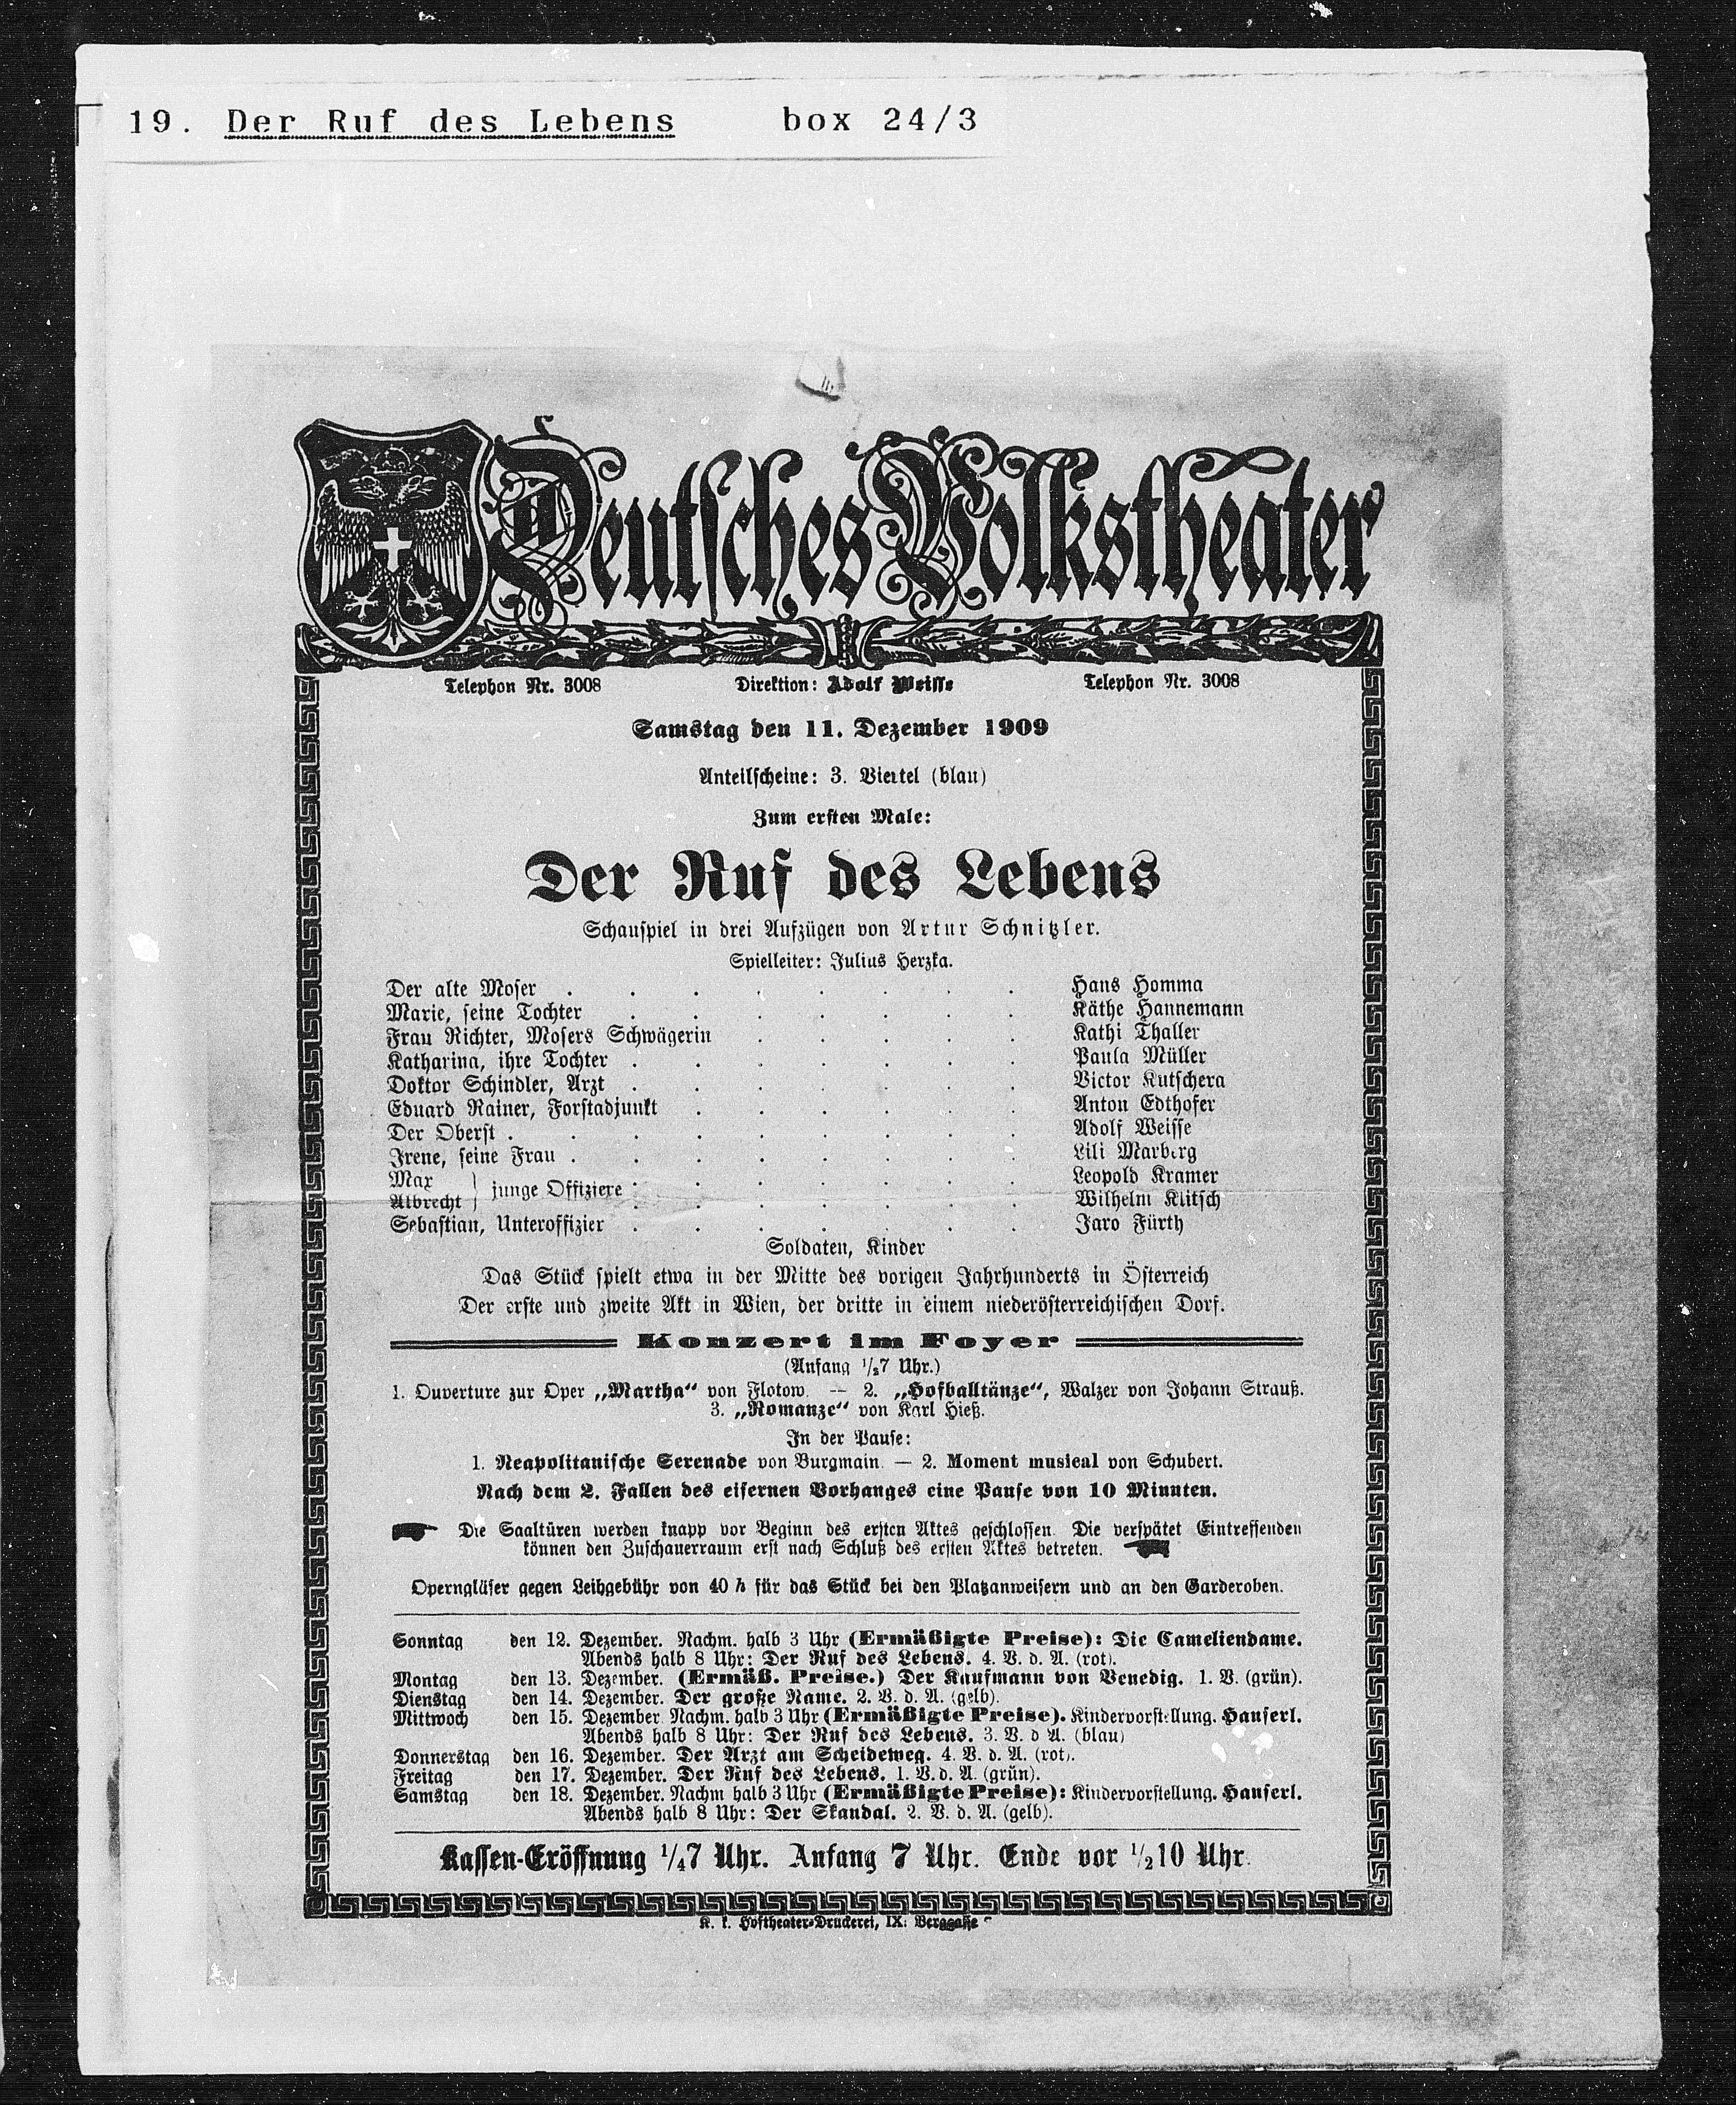 19. Der Ruf des Lebens box 24/3
Deutsches Volkstheater
Telephon Nr. 3008 Direktion: Adolf Weisse Telephon Nr. 3008
Samstag den 11. Dezember 1909
Anteilscheine: 3. Viertel (blau)
Zum ersten Male:
Der Ruf des Lebens
Schauspiel in drei Aufzügen von Artur Schnitzler.
Spielleiter: Julius Herzka.
Der alte Moser . . . . . . . . Hans Homma
Marie, seine Tochter . . . . . . . Käthe Hannemann
Frau Richter, Mosers Schwägerin . . . . . Kathi Thaller
Katharina, ihre Tochter . . . . . . . Paula Müller
Doktor Schindler, Arzt . . . . . . . Victor Kutschera
Eduard Rainer, Forstadjunkt . . . . . . Anton Edthofer
Der Oberst . . . . . . . . . Adolf Weisse
Irene, seine Frau . . . . . . . . Lili Marberg
Max } junge Offiziere . . . . . . . Leopold Kramer
Albrecht . . . . . . . Wilhelm Klitsch
Sebastian, Unteroffizier . . . . . . . Jaro Fürth
Soldaten, Kinder
Das Stück spielt etwa in der Mitte des vorigen Jahrhunderts in Österreich
Der erste und zweite Akt in Wien, der dritte in einem niederösterreichischen Dorf.
Konzert im Foyer
(Anfang 1/27 Uhr.)
1. Ouverture zur Oper „Martha“ von Flotow. — 2. „Hofballtänze“, Walzer von Johann Strauß.
3. „Romanze“ von Karl Hieß.
In der Pause:
1. Neapolitanische Serenade von Burgmain. — 2. Moment musical von Schubert.
Nach dem 2. Fallen des eisernen Vorhanges eine Pause von 10 Minuten.
Die Saaltüren werden knapp vor Beginn des ersten Aktes geschlossen. Die verspätet Eintreffenden
können den Zuschauerraum erst nach Schluß des ersten Aktes betreten.
Operngläser gegen Leihgebühr von 40 h für das Stück bei den Platzanweisern und an den Garderoben.
Sonntag den 12. Dezember. Nachm. halb 3 Uhr (Ermäßigte Preise): Die Cameliendame.
Abends halb 8 Uhr: Der Ruf des Lebens. 4. V. d. A. (rot).
Montag den 13. Dezember. (Ermäß. Preise.) Der Kaufmann von Venedig. 1. V. (grün).
Dienstag den 14. Dezember. Der große Name. 2. V. d. A. (gelb).
Mittwoch den 15. Dezember. Nachm. halb 3 Uhr (Ermäßigte Preise). Kindervorstellung. Hanserl.
Abends halb 8 Uhr: Der Ruf des Lebens. 3. V. d A. (blau)
Donnerstag den 16. Dezember. Der Arzt am Scheideweg. 4. V. d. A. (rot).
Freitag den 17. Dezember. Der Ruf des Lebens. 1. V. d. A. (grün).
Samstag den 18. Dezember. Nachm halb 3 Uhr (Ermäßigte Preise): Kindervorstellung. Hanserl.
Abends halb 8 Uhr: Der Skandal. 2. V. d. A. (gelb).
Kassen-Eröffnung 1/47 Uhr. Anfang 7 Uhr. Ende vor 1/210 Uhr.
K. k. Hoftheater-Druckerei, IX. Berggasse